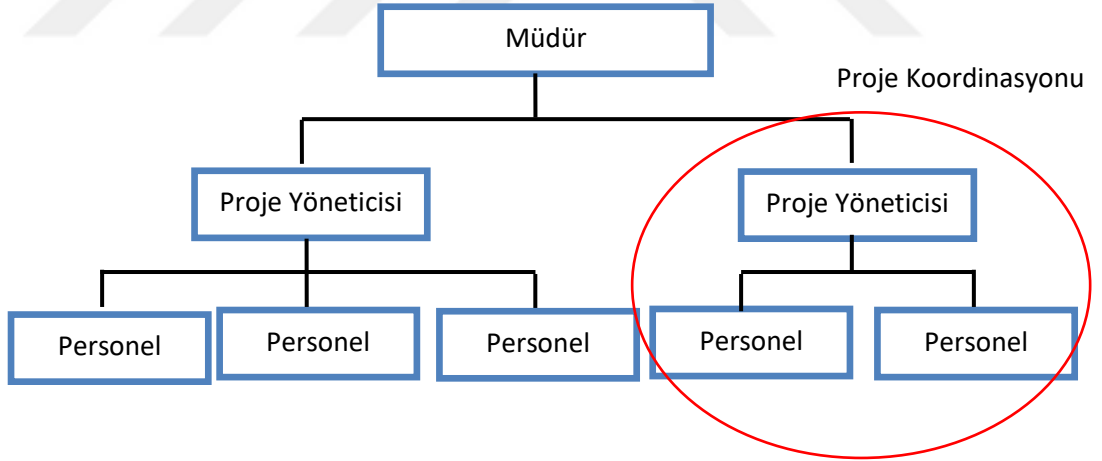 Müdür
Proje Koordinasyonu
Proje Yöneticisi
Proje Yöneticisi
Personel
Personel
Personel
Personel
Personel